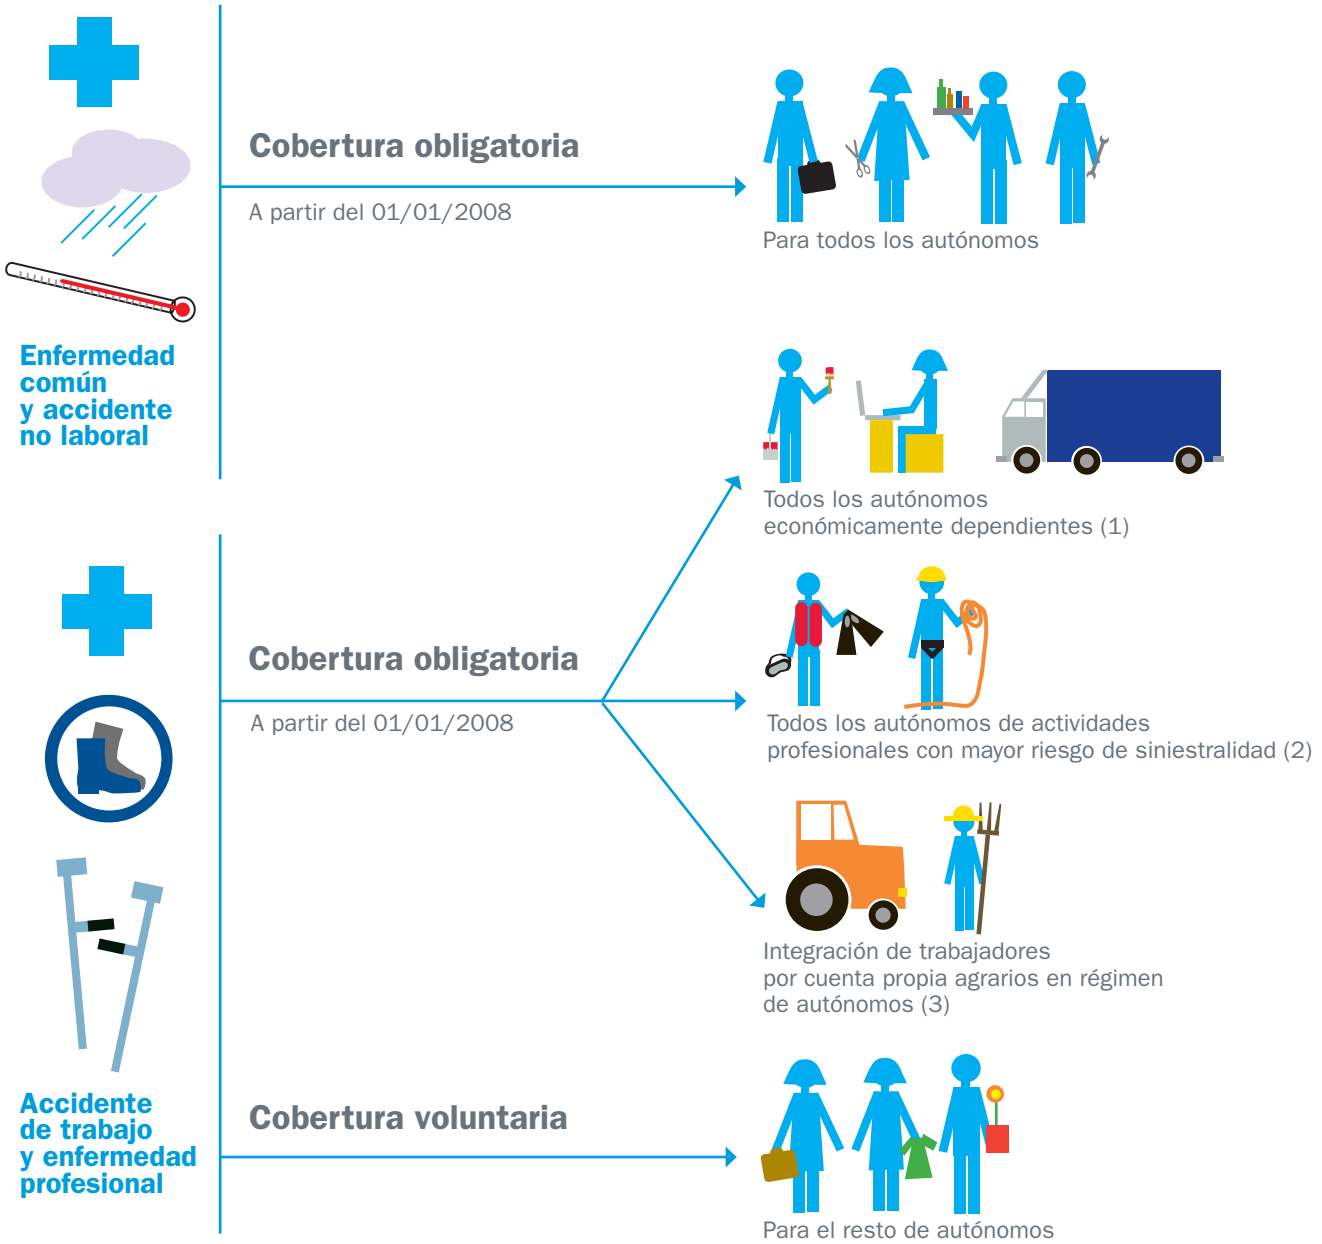 Cobertura obligatoria
A partir del 01/01/2008
Para todos los autónomos
Enfermedad
común
y accidente
no laboral
Todos los autónomos
económicamente dependientes (1)
Cobertura obligatoria
A partir del 01/01/2008
Todos los autónomos de actividades
profesionales con mayor riesgo de siniestralidad (2)
Integración de trabajadores
por cuenta propia agrarios en régimen
de autónomos (3)
Accidente
de trabajo
y enfermedad
profesional
Cobertura voluntaria
Para el resto de autónomos